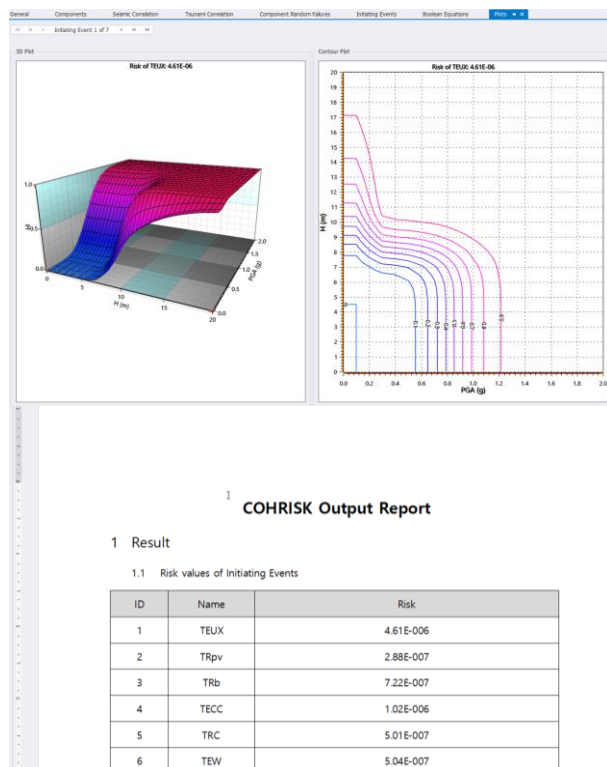 General Components Seismic Correlation Tsunami Correlation Component Random Failures Initiating Events Boolean Equations Plots
Initiating Event 1 of 7
3D Plot
Risk of TEUX: 4.61E-06
1.0
0.5
0.0
0
5
10
15
20
H (m)
0.0
0.5
1.0
1.5
2.0
PGA (g)
Contour Plot
Risk of TEUX: 4.61E-06
20
19
18
17
16
15
14
13
12
11
10
9
8
7
6
5
4
3
2
1
0
H (m)
0.0 0.2 0.4 0.6 0.8 1.0 1.2 1.4 1.6 1.8 2.0
PGA (g)
COHRISK Output Report
1 Result
1.1 Risk values of Initiating Events
ID Name Risk
1 TEUX 4.61E-006
2 TRpv 2.88E-007
3 TRb 7.22E-007
4 TECC 1.02E-006
5 TRC 5.01E-007
6 TEW 5.04E-007